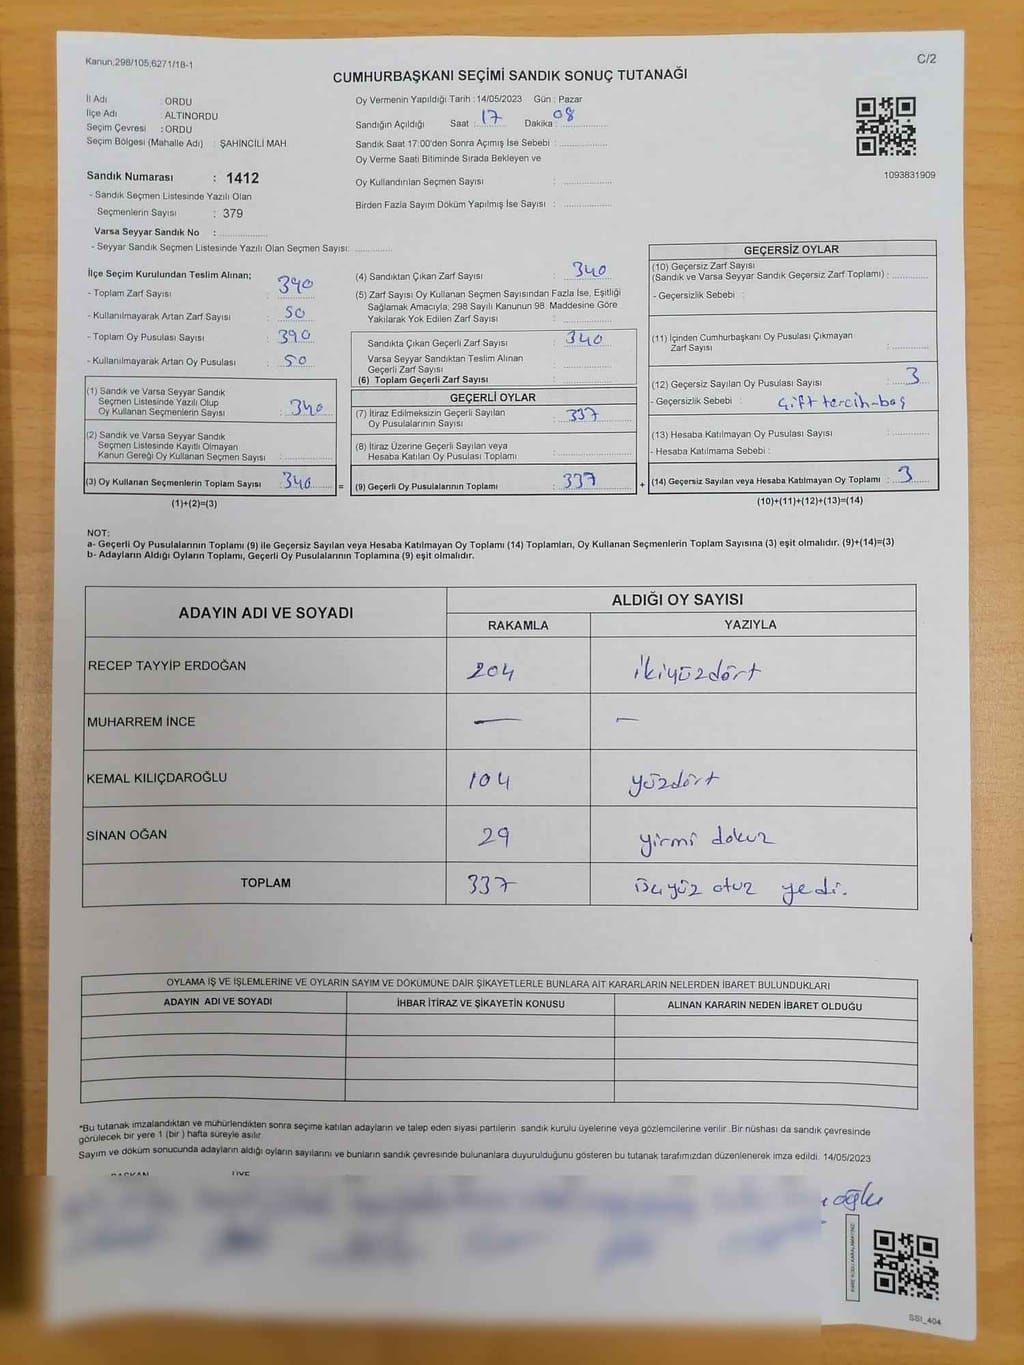 Kanun;298/105,6271/18-1
C/2
CUMHURBAŞKANI SEÇİMİ SANDIK SONUÇ TUTANAĞI
İl Adı : ORDU
İlçe Adı : ALTINORDU
Seçim Çevresi : ORDU
Seçim Bölgesi (Mahalle Adı) : ŞAHİNCİLİ MAH.
Oy Vermenin Yapıldığı Tarih : 14/05/2023 Gün : Pazar
Sandığın Açıldığı Saat : 17 Dakika : 08
Sandık Saat 17:00'den Sonra Açımış İse Sebebi :
Oy Verme Saati Bitiminde Sırada Bekleyen ve
Oy Kullandırılan Seçmen Sayısı :
Birden Fazla Sayım Döküm Yapılmış İse Sayısı :
1093831909
Sandık Numarası : 1412
- Sandık Seçmen Listesinde Yazılı Olan
Seçmenlerin Sayısı : 379
Varsa Seyyar Sandık No :
- Seyyar Sandık Seçmen Listesinde Yazılı Olan Seçmen Sayısı:
İlçe Seçim Kurulundan Teslim Alınan;
- Toplam Zarf Sayısı : 390
- Kullanılmayarak Artan Zarf Sayısı : 50
- Toplam Oy Pusulası Sayısı : 390
- Kullanılmayarak Artan Oy Pusulası : 50
(1) Sandık ve Varsa Seyyar Sandık
Seçmen Listesinde Yazılı Olup
Oy Kullanan Seçmenlerin Sayısı : 340
(2) Sandık ve Varsa Seyyar Sandık
Seçmen Listesinde Kayıtlı Olmayan
Kanun Gereği Oy Kullanan Seçmen Sayısı :
(3) Oy Kullanan Seçmenlerin Toplam Sayısı : 340 =
(1)+(2)=(3)
(4) Sandıktan Çıkan Zarf Sayısı : 340
(5) Zarf Sayısı Oy Kullanan Seçmen Sayısından Fazla İse, Eşitliği
Sağlamak Amacıyla; 298 Sayılı Kanunun 98. Maddesine Göre
Yakılarak Yok Edilen Zarf Sayısı :
Sandıkta Çıkan Geçerli Zarf Sayısı : 340
Varsa Seyyar Sandıktan Teslim Alınan
Geçerli Zarf Sayısı :
(6) Toplam Geçerli Zarf Sayısı :
GEÇERLİ OYLAR
(7) İtiraz Edilmeksizin Geçerli Sayılan
Oy Pusulalarının Sayısı : 337
(8) İtiraz Üzerine Geçerli Sayılan veya
Hesaba Katılan Oy Pusulası Toplamı :
(9) Geçerli Oy Pusulalarının Toplamı : 337 +
GEÇERSİZ OYLAR
(10) Geçersiz Zarf Sayısı
(Sandık ve Varsa Seyyar Sandık Geçersiz Zarf Toplamı) :
- Geçersizlik Sebebi :
(11) İçinden Cumhurbaşkanı Oy Pusulası Çıkmayan
Zarf Sayısı :
(12) Geçersiz Sayılan Oy Pusulası Sayısı : 3
- Geçersizlik Sebebi : Çift tercih-boş
(13) Hesaba Katılmayan Oy Pusulası Sayısı :
- Hesaba Katılmama Sebebi :
(14) Geçersiz Sayılan veya Hesaba Katılmayan Oy Toplamı : 3
(10)+(11)+(12)+(13)=(14)
NOT:
a- Geçerli Oy Pusulalarının Toplamı (9) ile Geçersiz Sayılan veya Hesaba Katılmayan Oy Toplamı (14) Toplamları, Oy Kullanan Seçmenlerin Toplam Sayısına (3) eşit olmalıdır. (9)+(14)=(3)
b- Adayların Aldığı Oyların Toplamı, Geçerli Oy Pusulalarının Toplamına (9) eşit olmalıdır.
ADAYIN ADI VE SOYADI
ALDIĞI OY SAYISI
RAKAMLA YAZIYLA
RECEP TAYYİP ERDOĞAN 204 ikiyüzdört
MUHARREM İNCE — —
KEMAL KILIÇDAROĞLU 104 yüzdört
SİNAN OĞAN 29 yirmi dokuz
TOPLAM 337 üçyüz otuz yedi.
OYLAMA İŞ VE İŞLEMLERİNE VE OYLARIN SAYIM VE DÖKÜMÜNE DAİR ŞİKAYETLERLE BUNLARA AİT KARARLARIN NELERDEN İBARET BULUNDUKLARI
ADAYIN ADI VE SOYADI İHBAR İTİRAZ VE ŞİKAYETİN KONUSU ALINAN KARARIN NEDEN İBARET OLDUĞU
*Bu tutanak imzalandıktan ve mühürlendikten sonra seçime katılan adayların ve talep eden siyasi partilerin sandık kurulu üyelerine veya gözlemcilerine verilir .Bir nüshası da sandık çevresinde
görülecek bir yere 1 (bir ) hafta süreyle asılır.
Sayım ve döküm sonucunda adayların aldığı oyların sayılarını ve bunların sandık çevresinde bulunanlara duyurulduğunu gösteren bu tutanak tarafımızdan düzenlenerek imza edildi. 14/05/2023
BAŞKAN ÜYE
SSI_404